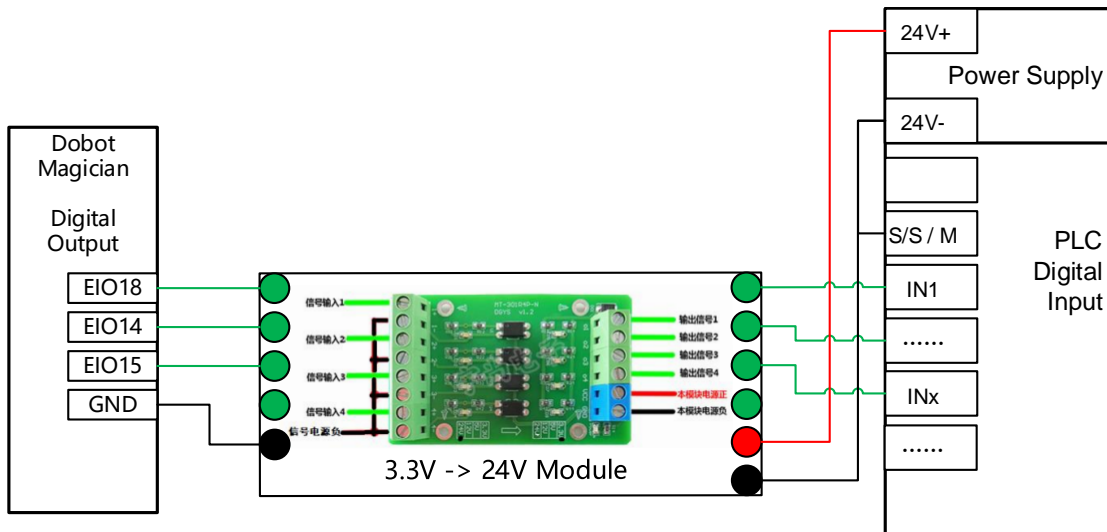 24V+
Power Supply
24V-
Dobot
Magician
Digital
Output
EIO18
EIO14
EIO15
GND
信号输入1
信号输入2
信号输入3
信号输入4
信号电源负
输出信号1
输出信号2
输出信号3
输出信号4
本模块电源正
本模块电源负
VCC
3.3V -> 24V Module
S/S / M
PLC
Digital
Input
IN1
......
INx
......